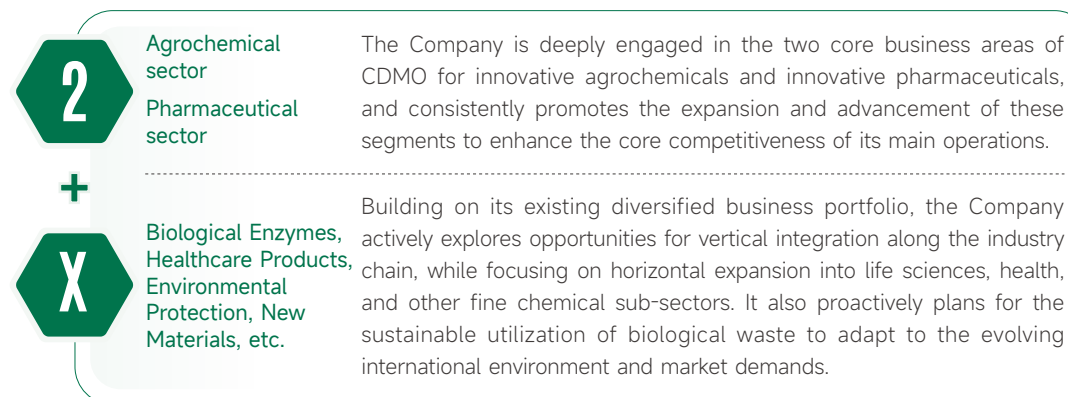 2
Agrochemical
sector
Pharmaceutical
sector
The Company is deeply engaged in the two core business areas of
CDMO for innovative agrochemicals and innovative pharmaceuticals,
and consistently promotes the expansion and advancement of these
segments to enhance the core competitiveness of its main operations.
+
X
Biological Enzymes,
Healthcare Products,
Environmental
Protection, New
Materials, etc.
Building on its existing diversified business portfolio, the Company
actively explores opportunities for vertical integration along the industry
chain, while focusing on horizontal expansion into life sciences, health,
and other fine chemical sub-sectors. It also proactively plans for the
sustainable utilization of biological waste to adapt to the evolving
international environment and market demands.